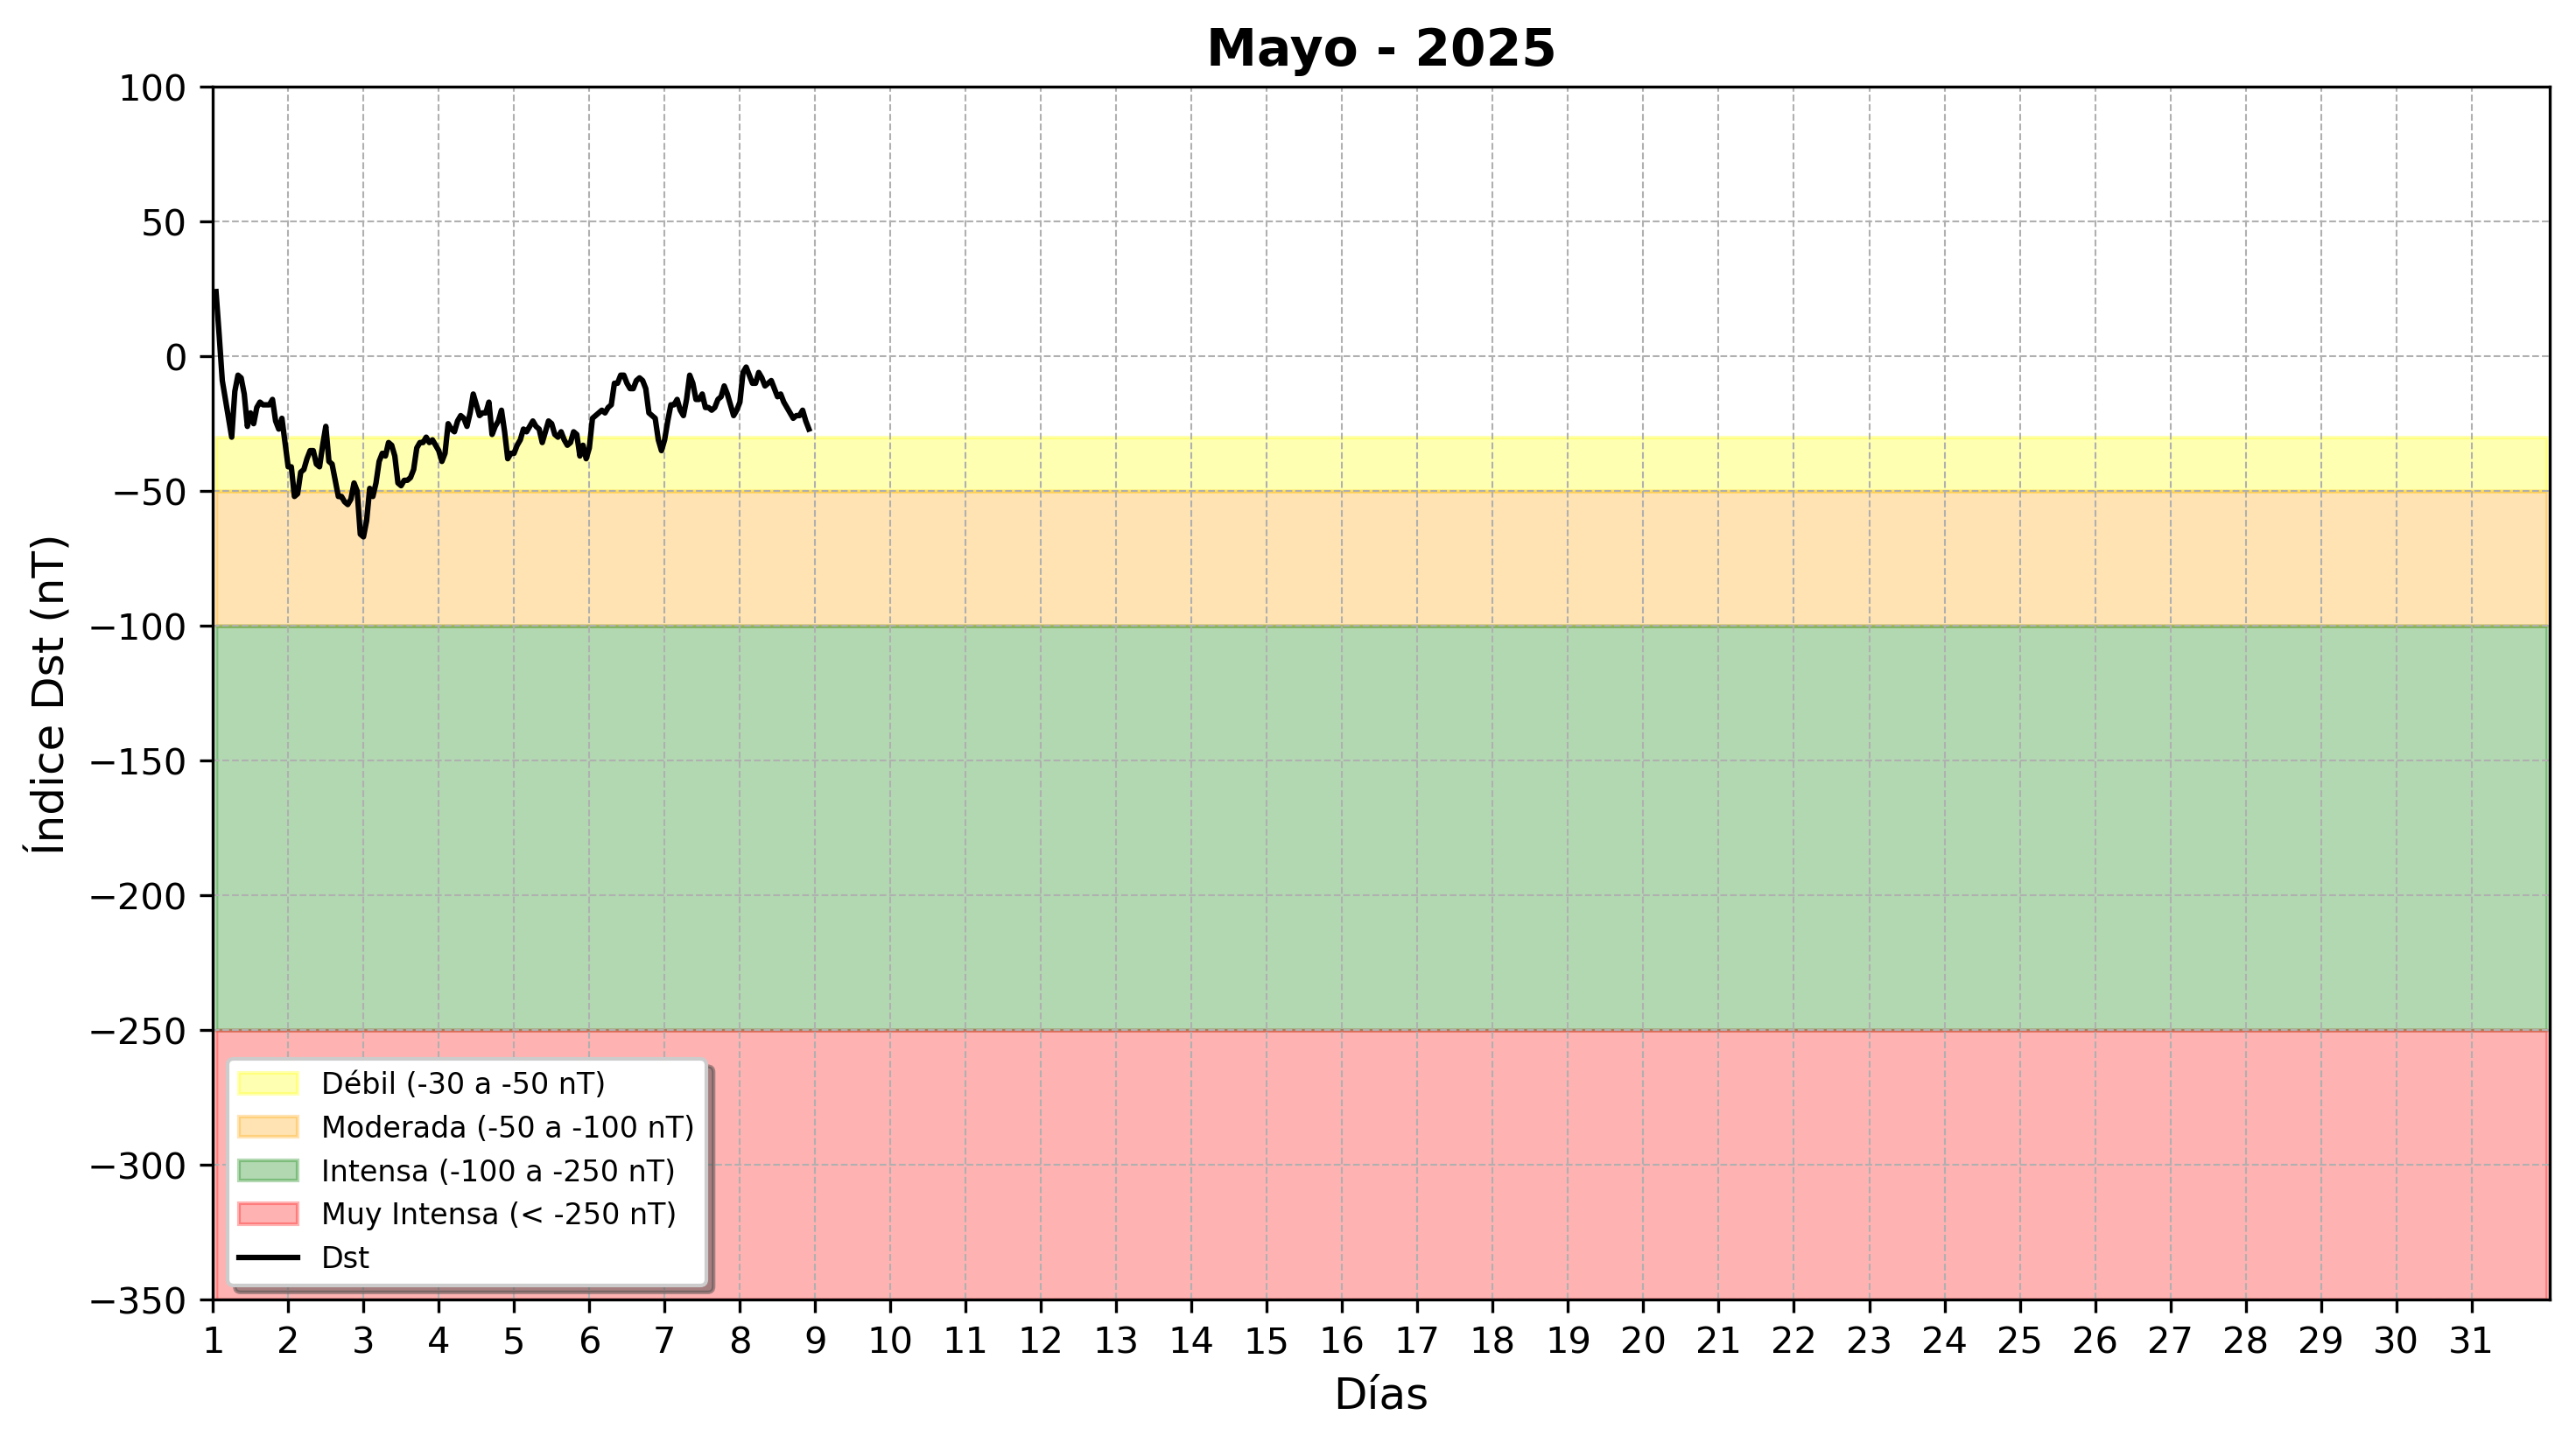 Mayo - 2025
100
50
0
−50
−100
−150
−200
−250
−300
−350
Índice Dst (nT)
Débil (-30 a -50 nT)
Moderada (-50 a -100 nT)
Intensa (-100 a -250 nT)
Muy Intensa (< -250 nT)
Dst
1 2 3 4 5 6 7 8 9 10 11 12 13 14 15 16 17 18 19 20 21 22 23 24 25 26 27 28 29 30 31
Días